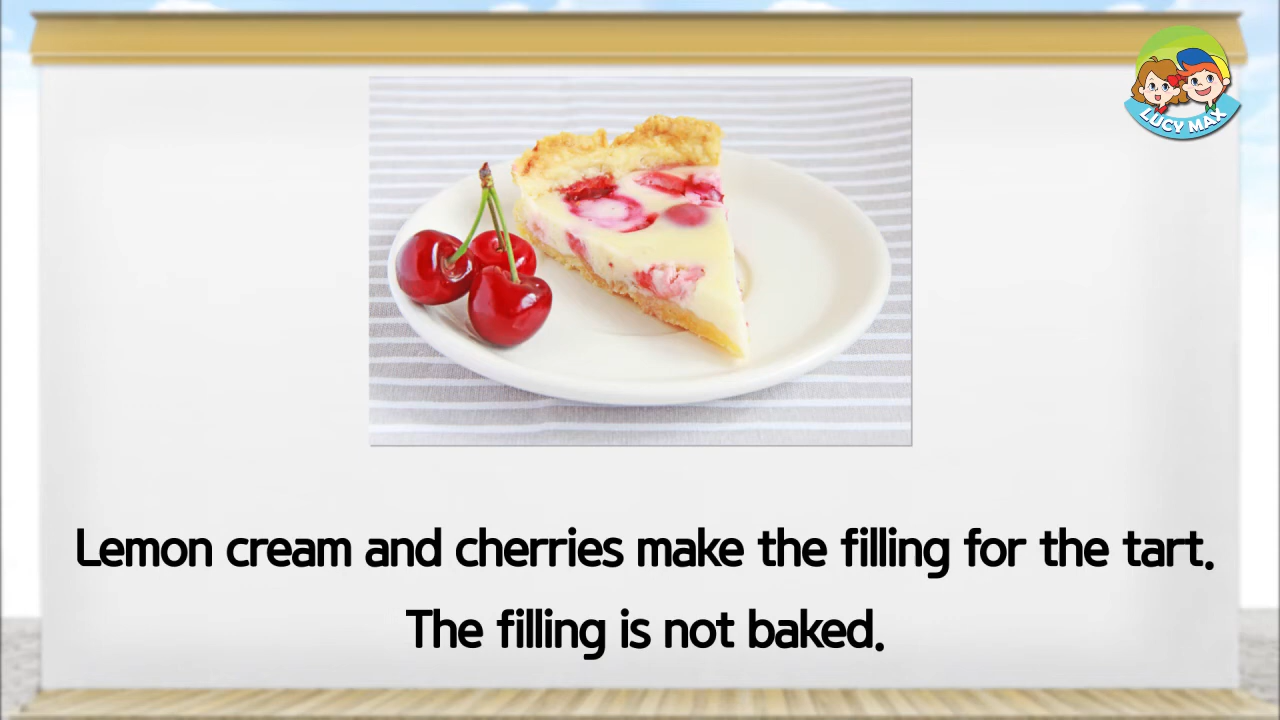 LUCY MAX
Lemon cream and cherries make the filling for the tart.
The filling is not baked.